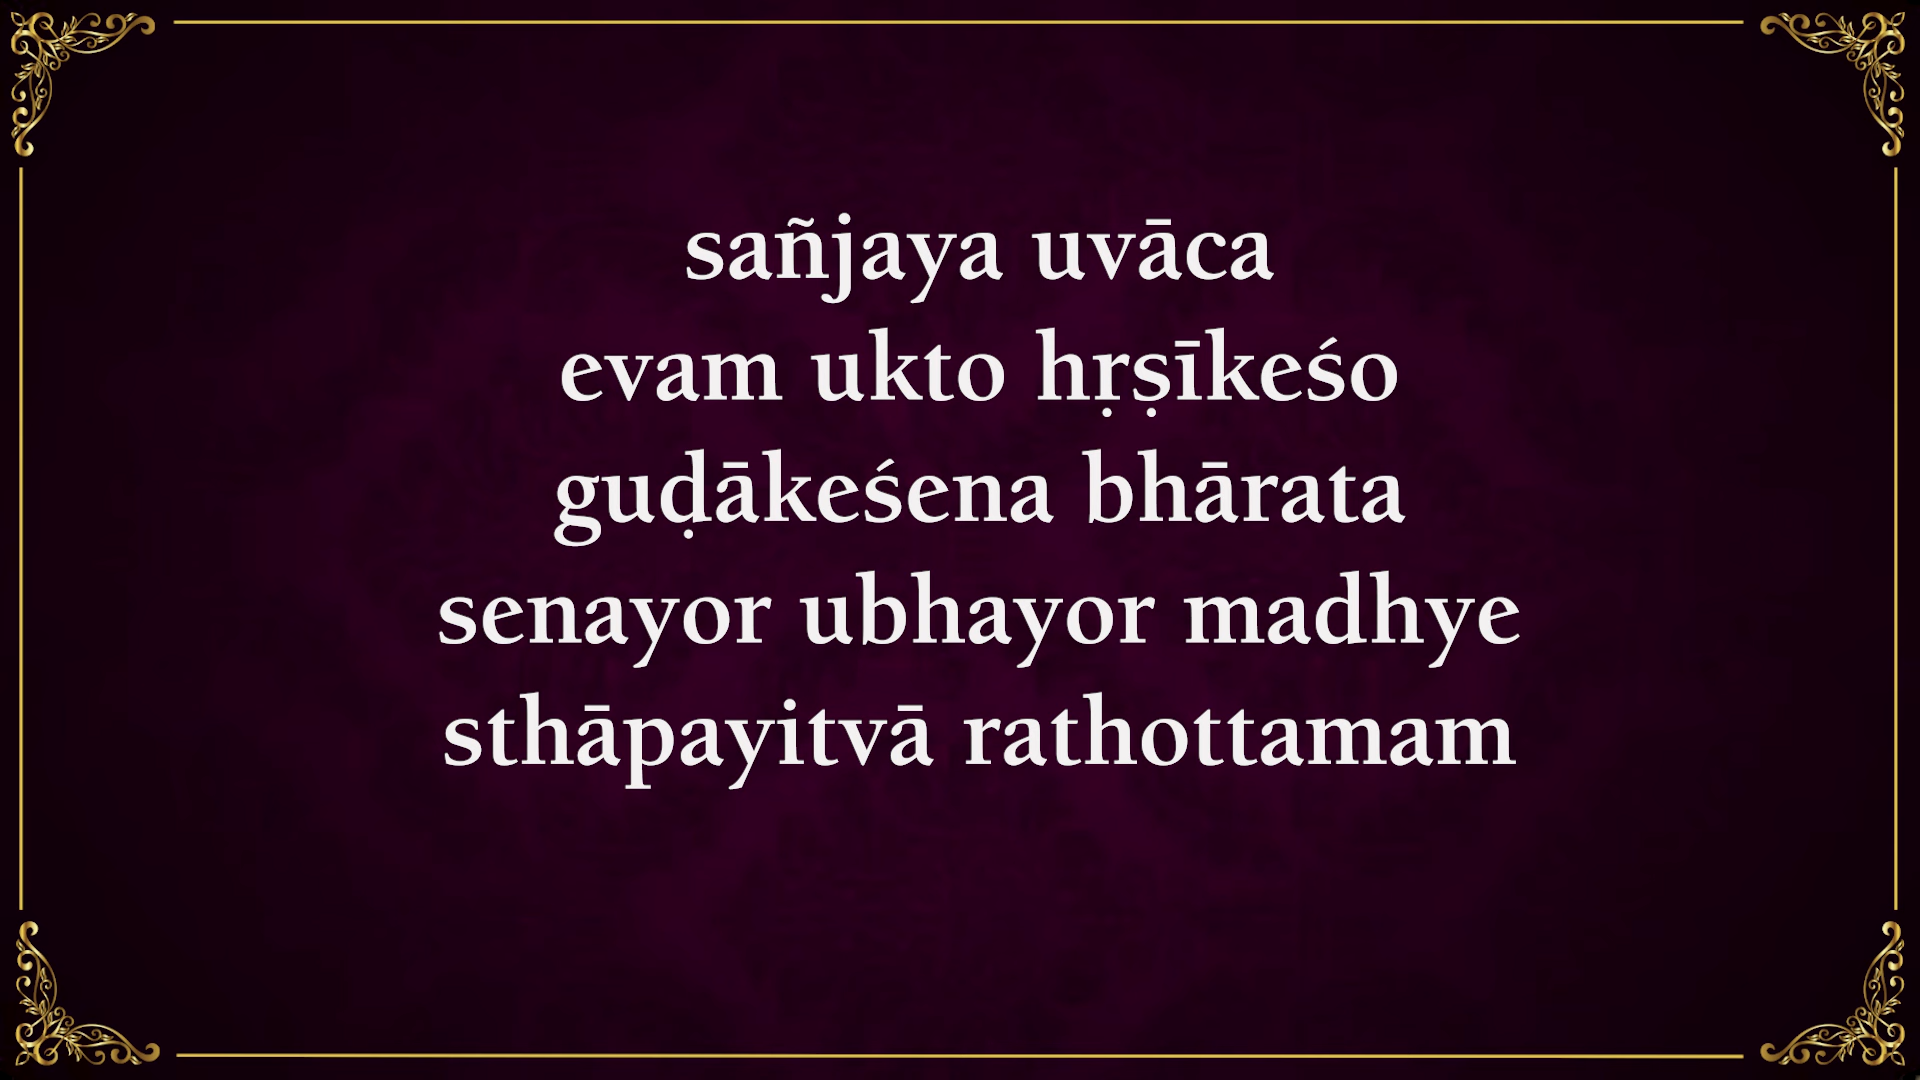 sañjaya uvāca
evam ukto hṛṣīkeśo
guḍākeśena bhārata
senayor ubhayor madhye
sthāpayitvā rathottamam